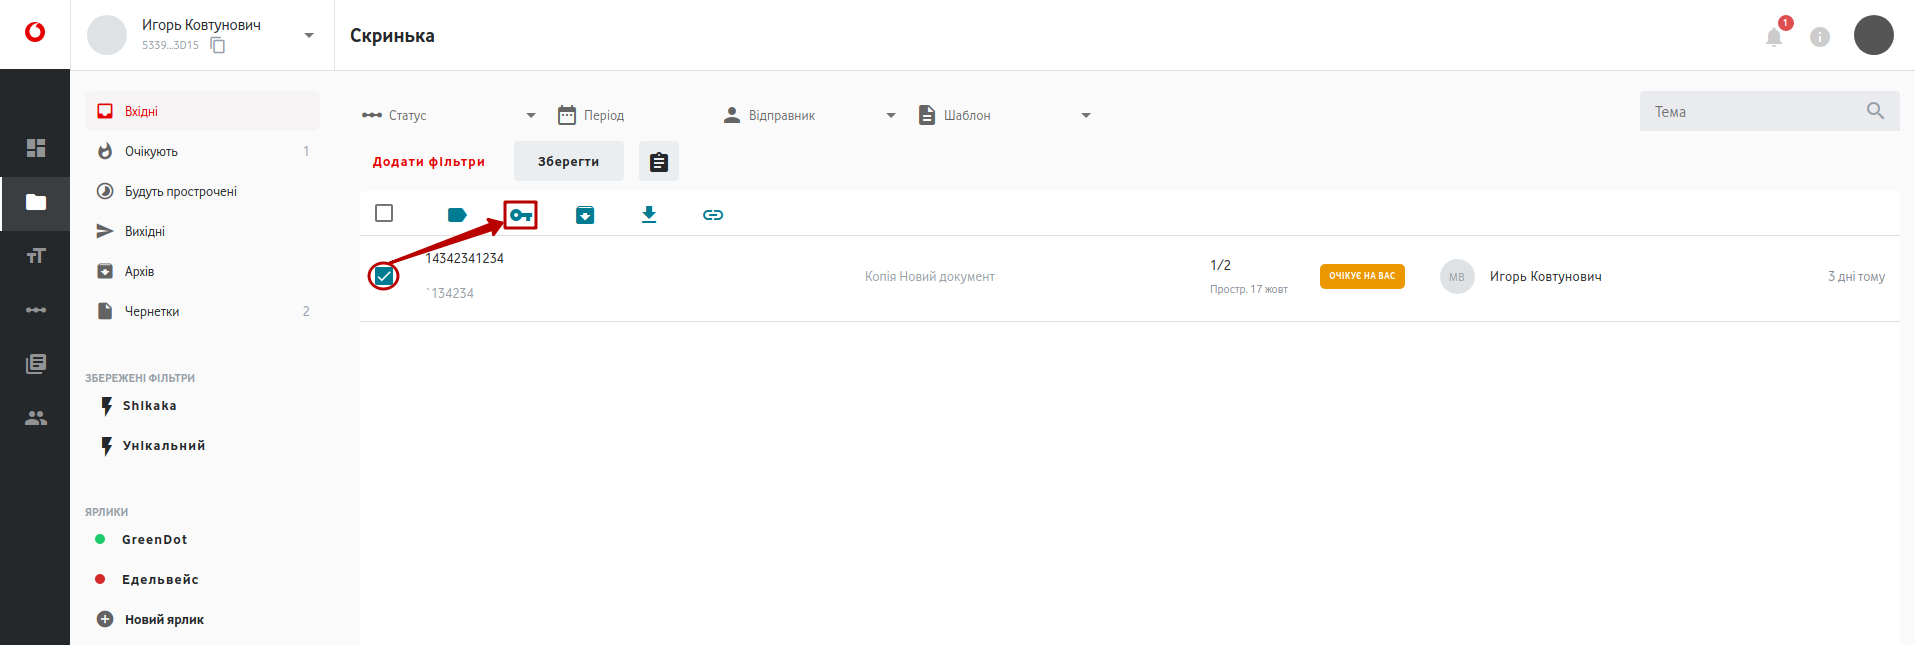 Игорь Ковтунович
5339...3D15
Скринька
1
Вхідні
Очікують 1
Будуть прострочені
Вихідні
Архів
Чернетки 2
ЗБЕРЕЖЕНІ ФІЛЬТРИ
Shikaka
Унікальний
ЯРЛИКИ
GreenDot
Едельвейс
Новий ярлик
Статус Період Відправник Шаблон Тема
Додати фільтри Зберегти
14342341234
`134234
Копія Новий документ
1/2
Простр. 17 жовт
ОЧІКУЄ НА ВАС
МВ
Игорь Ковтунович
3 дні тому